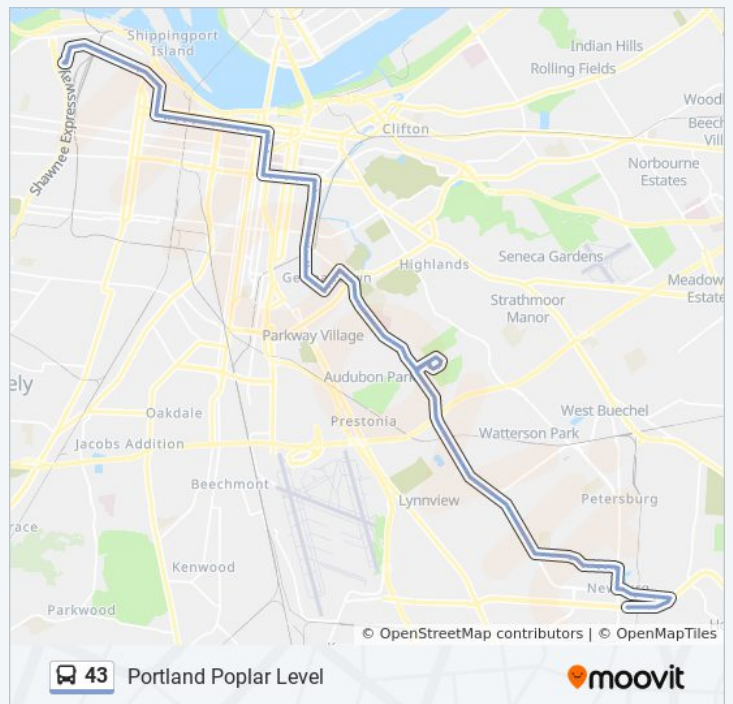 Shippingport
Island
Indian Hills
Rolling Fields
Woodl
Beech
Vill
Clifton
Norbourne
Estates
Shawnee Expressway
Seneca Gardens
Highlands
Meadow
Estate
Strathmoor
Manor
Parkway Village
ely
Audubon Park
Oakdale
West Buechel
Prestonia
Watterson Park
Jacobs Addition
Beechmont
Petersburg
Lynnview
race
Kenwood
Parkwood
© OpenStreetMap contributors | © OpenMapTiles
43 Portland Poplar Level
moovit